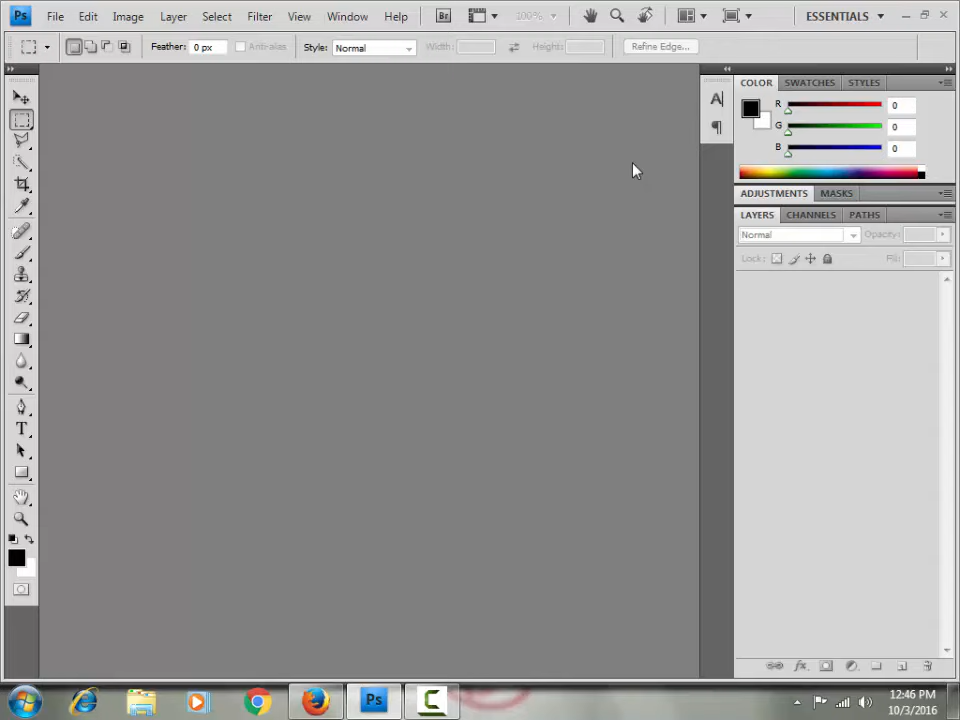 Ps File Edit Image Layer Select Filter View Window Help Br 100% ESSENTIALS
Feather: 0 px Anti-alias Style: Normal Width: Height: Refine Edge...
COLOR SWATCHES STYLES
R 0
G 0
B 0
ADJUSTMENTS MASKS
LAYERS CHANNELS PATHS
Normal Opacity:
Lock: Fill:
A
T
fx
Ps
12:46 PM
10/3/2016